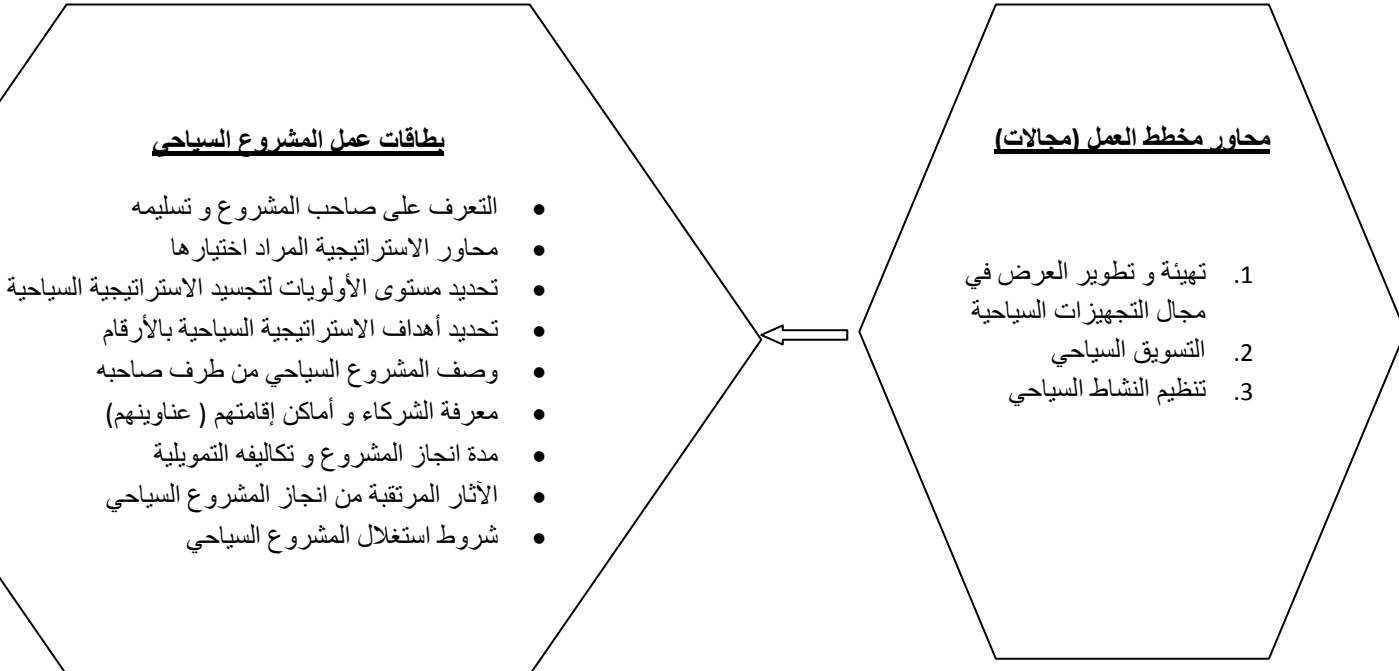 محاور مخطط العمل (مجالات)
1. تهيئة و تطوير العرض في
مجال التجهيزات السياحية
2. التسويق السياحي
3. تنظيم النشاط السياحي
بطاقات عمل المشروع السياحي
• التعرف على صاحب المشروع و تسليمه
• محاور الاستراتيجية المراد اختيارها
• تحديد مستوى الأولويات لتجسيد الاستراتيجية السياحية
• تحديد أهداف الاستراتيجية السياحية بالأرقام
• وصف المشروع السياحي من طرف صاحبه
• معرفة الشركاء و أماكن إقامتهم ( عناوينهم)
• مدة انجاز المشروع و تكاليفه التمويلية
• الآثار المرتقبة من انجاز المشروع السياحي
• شروط استغلال المشروع السياحي